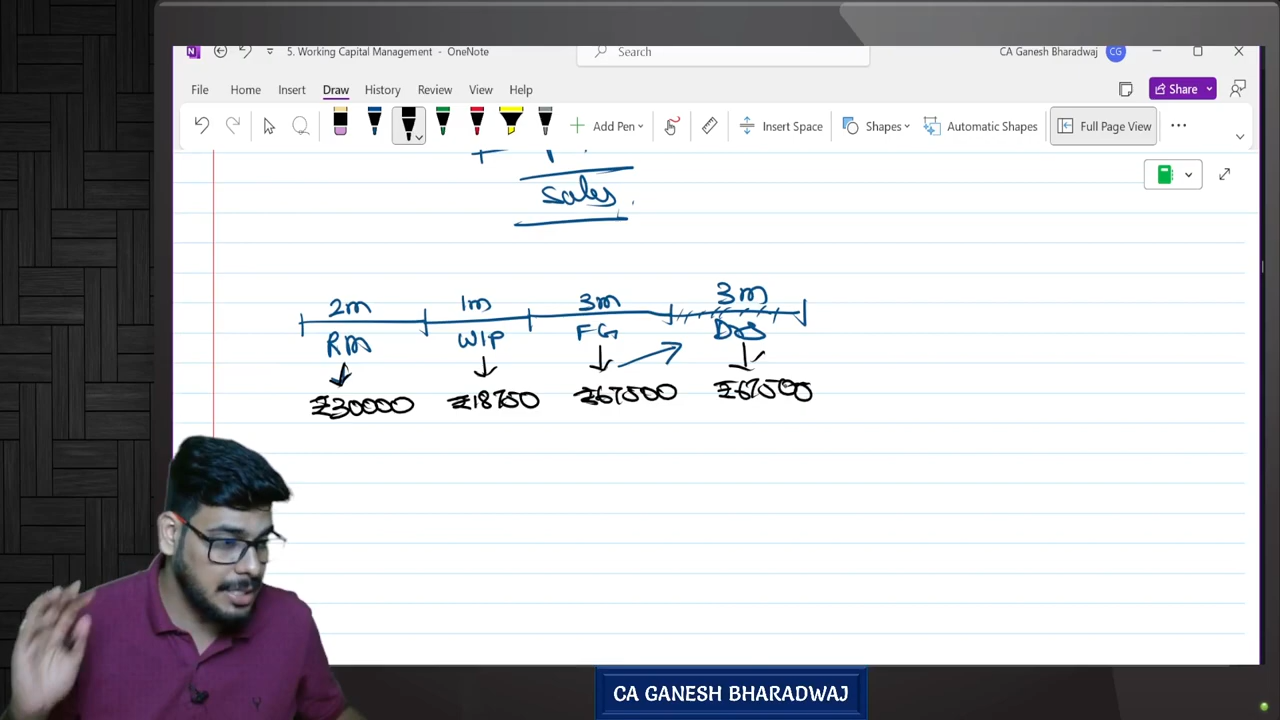 5. Working Capital Management - OneNote
Search
CA Ganesh Bharadwaj CG
File Home Insert Draw History Review View Help
Share
Add Pen
Insert Space
Shapes
Automatic Shapes
Full Page View
Sales
2m 1m 3m 3m
RM WIP FG Drs
₹30000 ₹18750 ₹67500 ₹67500
CA GANESH BHARADWAJ